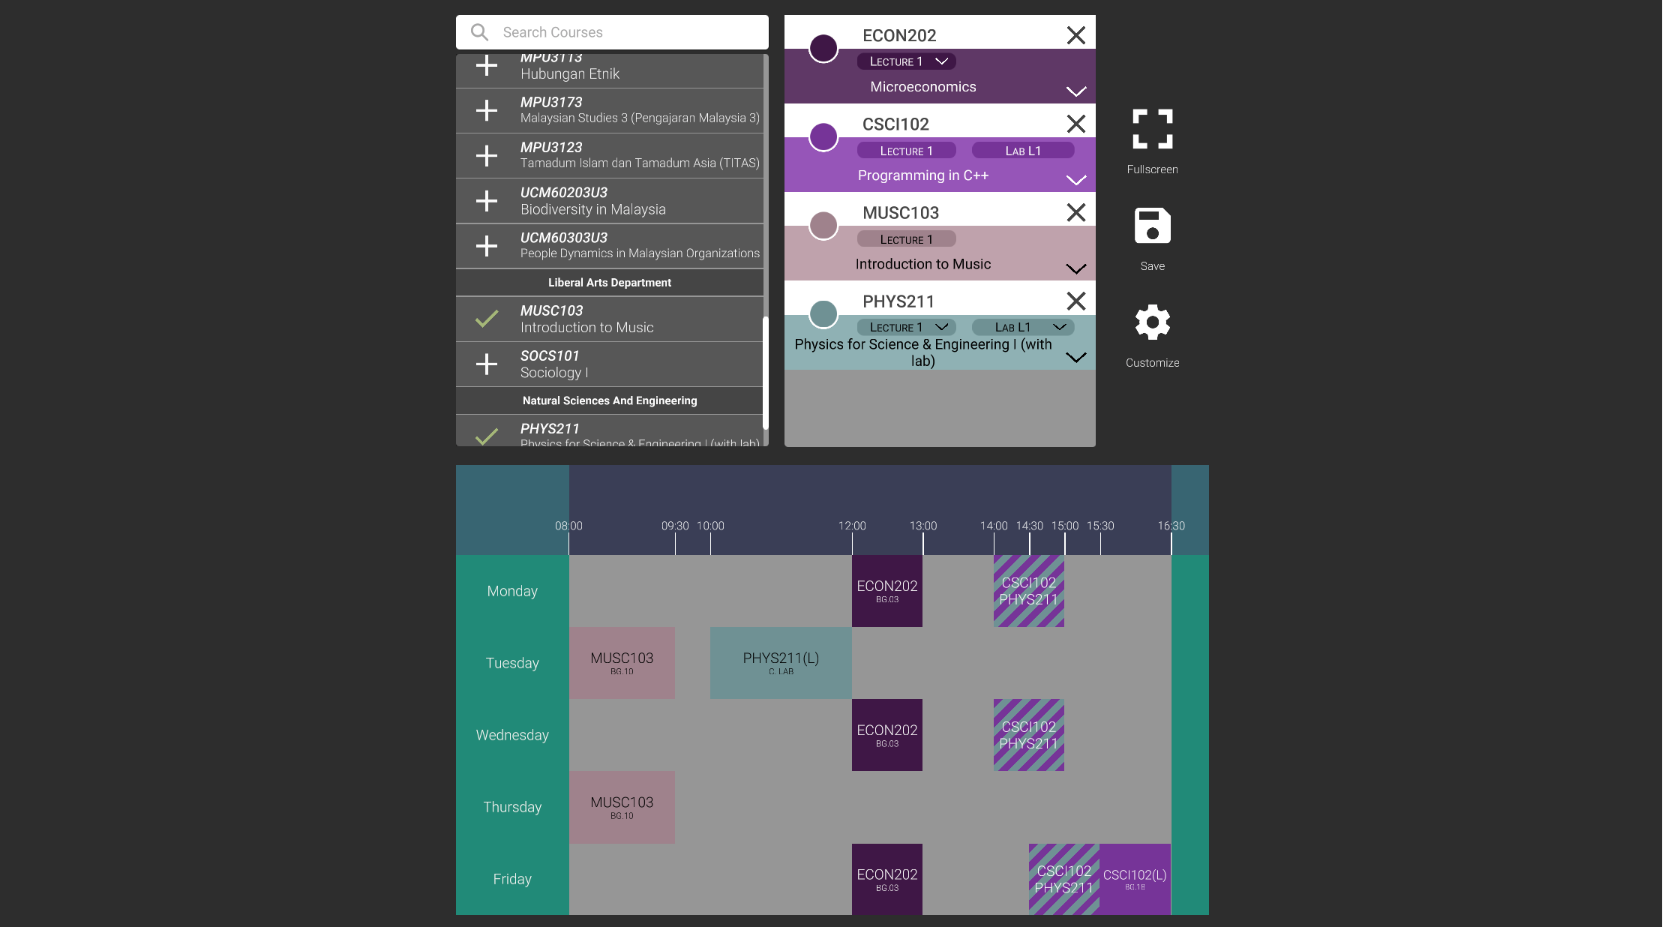 Search Courses
MPU3113
Hubungan Etnik
MPU3173
Malaysian Studies 3 (Pengajaran Malaysia 3)
MPU3123
Tamadum Islam dan Tamadum Asia (TITAS)
UCM60203U3
Biodiversity in Malaysia
UCM60303U3
People Dynamics in Malaysian Organizations
Liberal Arts Department
MUSC103
Introduction to Music
SOCS101
Sociology I
Natural Sciences And Engineering
PHYS211
Physics for Science & Engineering I (with lab)
ECON202
LECTURE 1
Microeconomics
CSCI102
LECTURE 1 LAB L1
Programming in C++
MUSC103
LECTURE 1
Introduction to Music
PHYS211
LECTURE 1 LAB L1
Physics for Science & Engineering I (with
lab)
Fullscreen
Save
Customize
08:00 09:30 10:00 12:00 13:00 14:00 14:30 15:00 15:30 16:30
Monday
ECON202
BG.03
CSCI102
PHYS211
Tuesday
MUSC103
BG.10
PHYS211(L)
C. LAB
Wednesday
ECON202
BG.03
CSCI102
PHYS211
Thursday
MUSC103
BG.10
Friday
ECON202
BG.03
CSCI102
PHYS211
CSCI102(L)
BG.1E